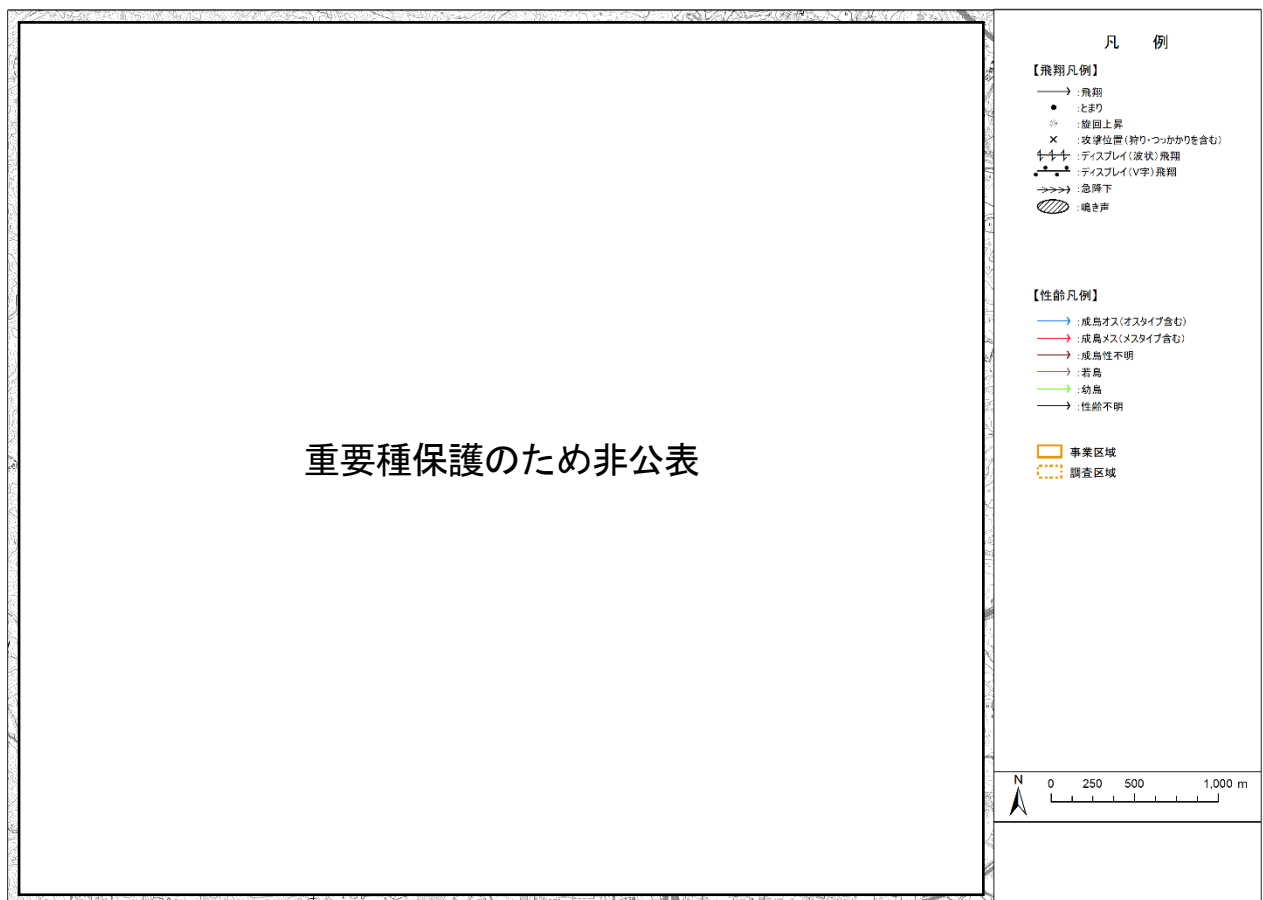 重要種保護のため非公表
凡 例
【飛翔凡例】
:飛翔
:とまり
:旋回上昇
:攻撃位置(狩り・つっかかりを含む)
:ディスプレイ(波状)飛翔
:ディスプレイ(V字)飛翔
:急降下
:鳴き声
【性齢凡例】
:成鳥オス(オスタイプ含む)
:成鳥メス(メスタイプ含む)
:成鳥性不明
:若鳥
:幼鳥
:性齢不明
事業区域
調査区域
N
0 250 500 1,000 m